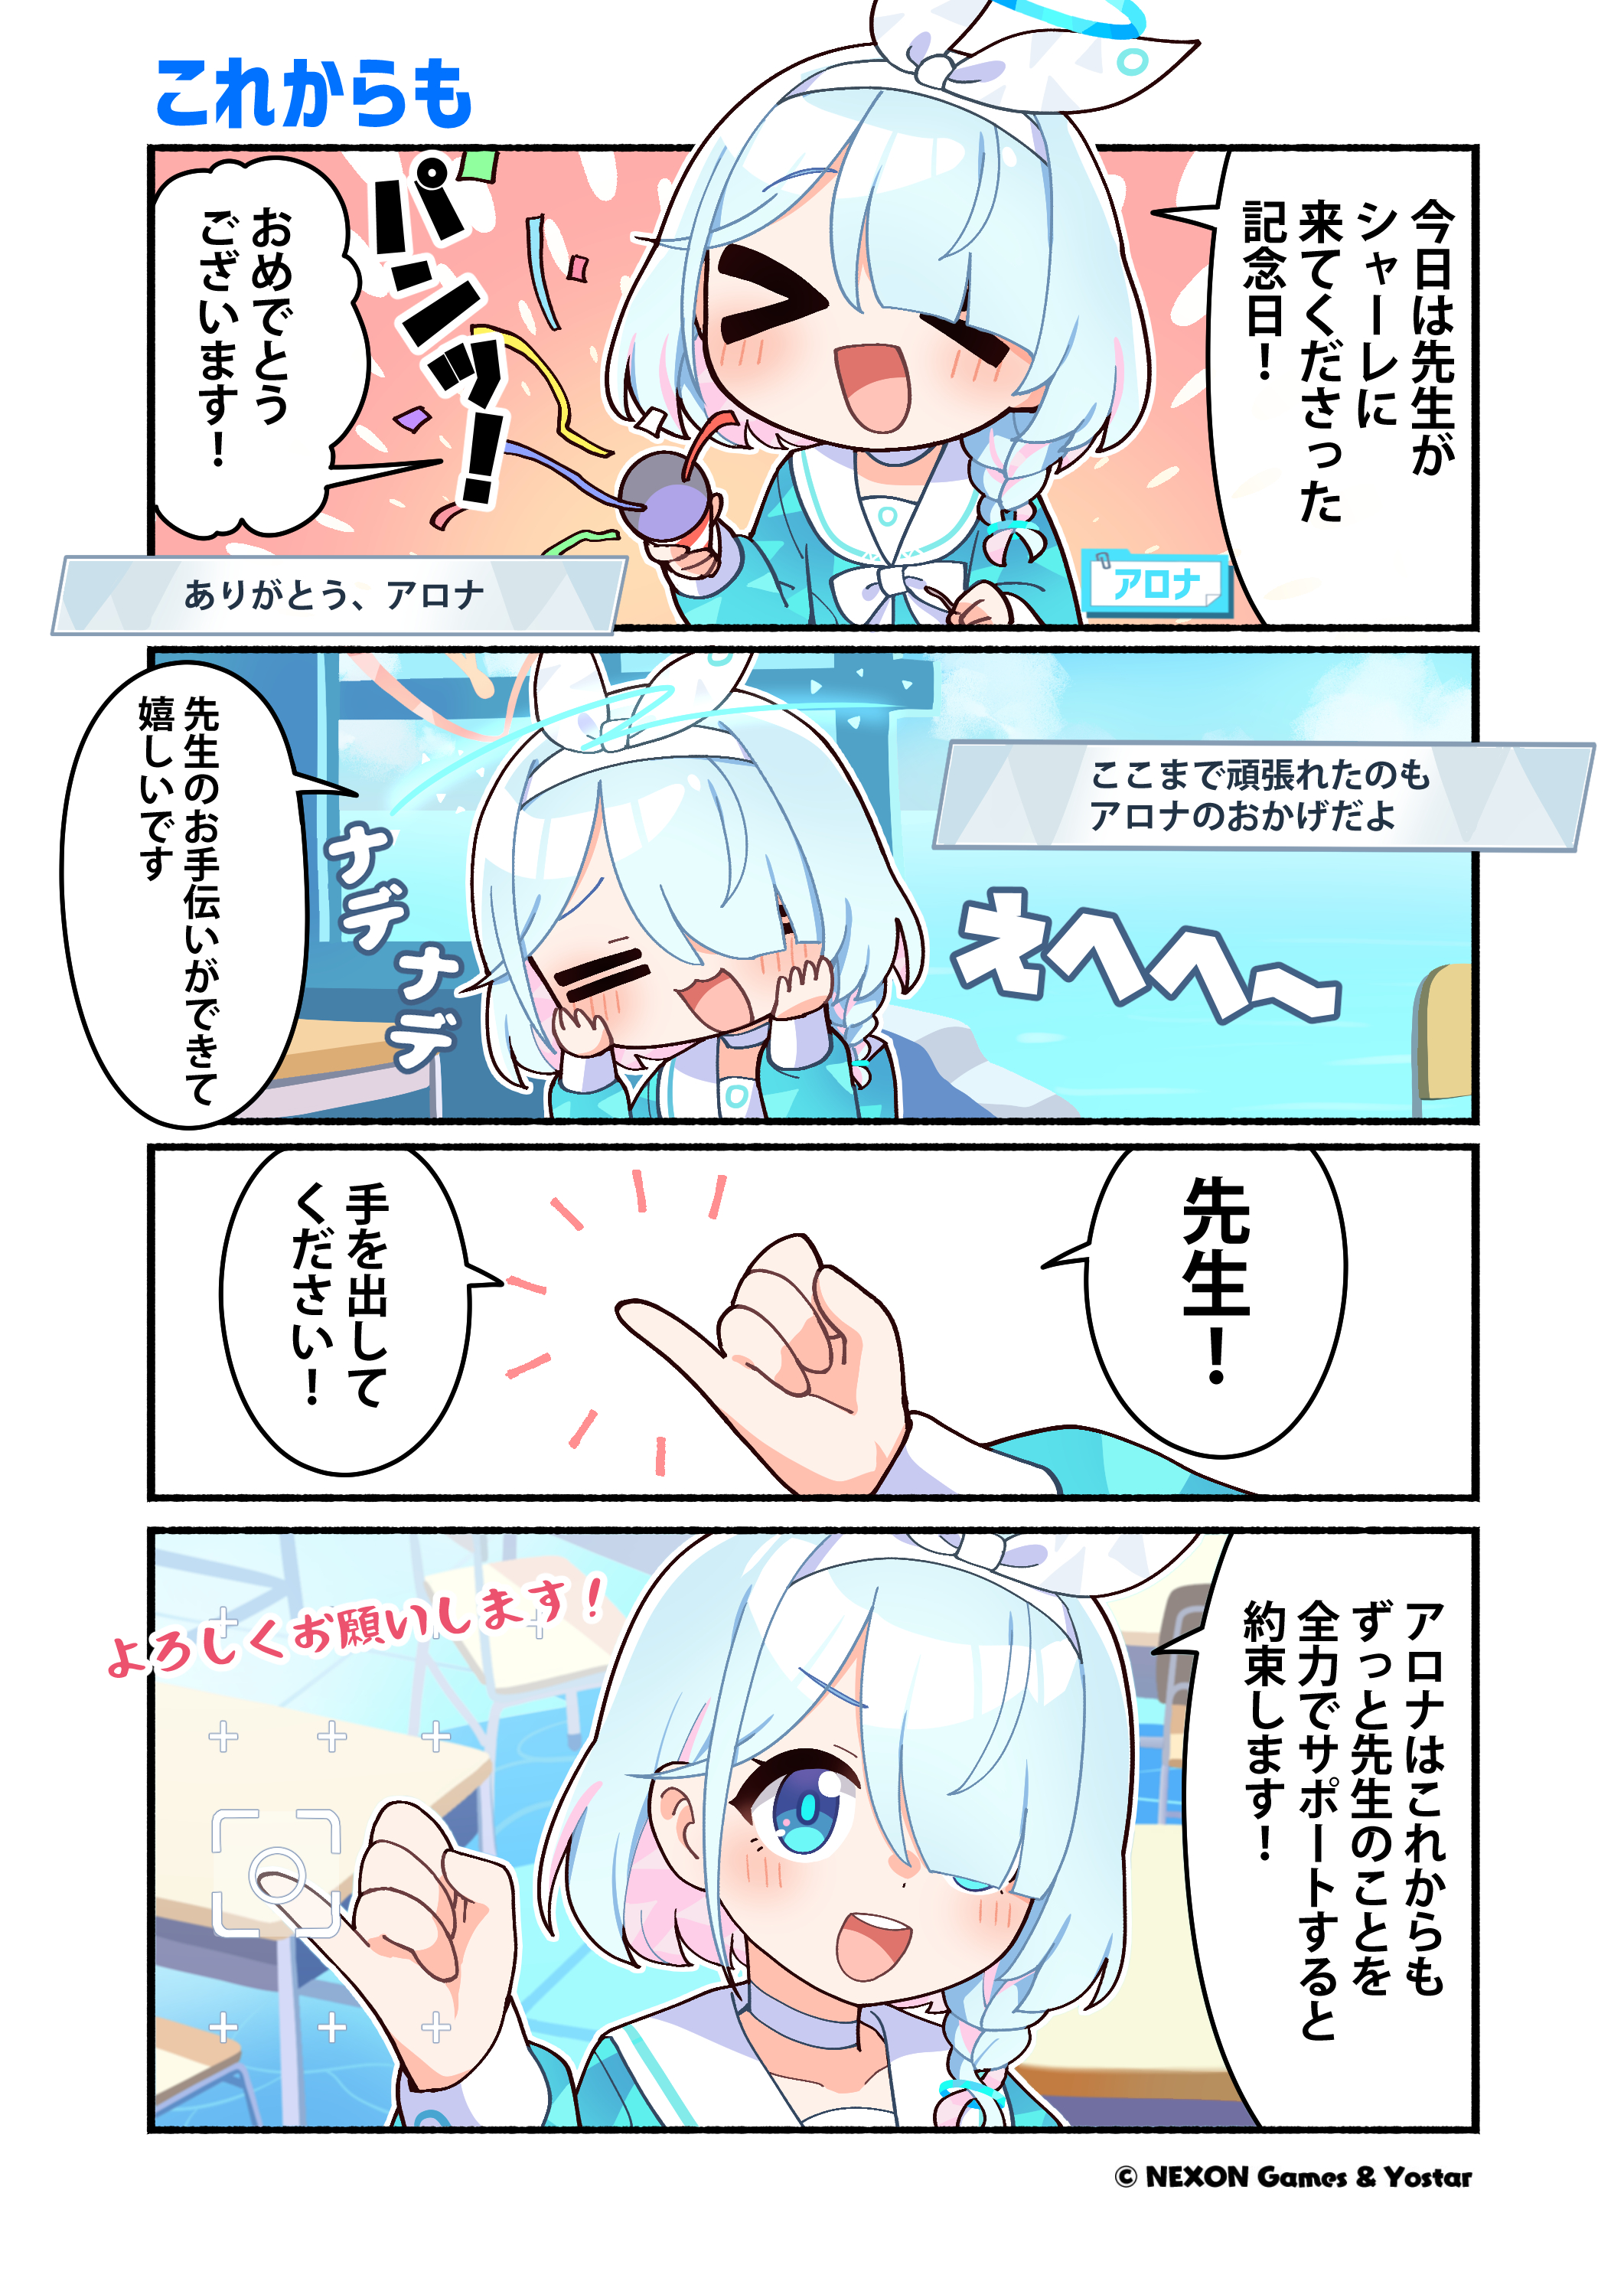 これからも
今日は先生が
シャーレに
来てくださった
記念日！
パンッ！
おめでとう
ございます！
アロナ
ありがとう、アロナ
ここまで頑張れたのも
アロナのおかげだよ
えへへ～
ナデ
ナデ
先生のお手伝いができて
嬉しいです
先生！
手を出して
ください！
アロナはこれからも
ずっと先生のことを
全力でサポートすると
約束します！
よろしくお願いします！
© NEXON Games & Yostar